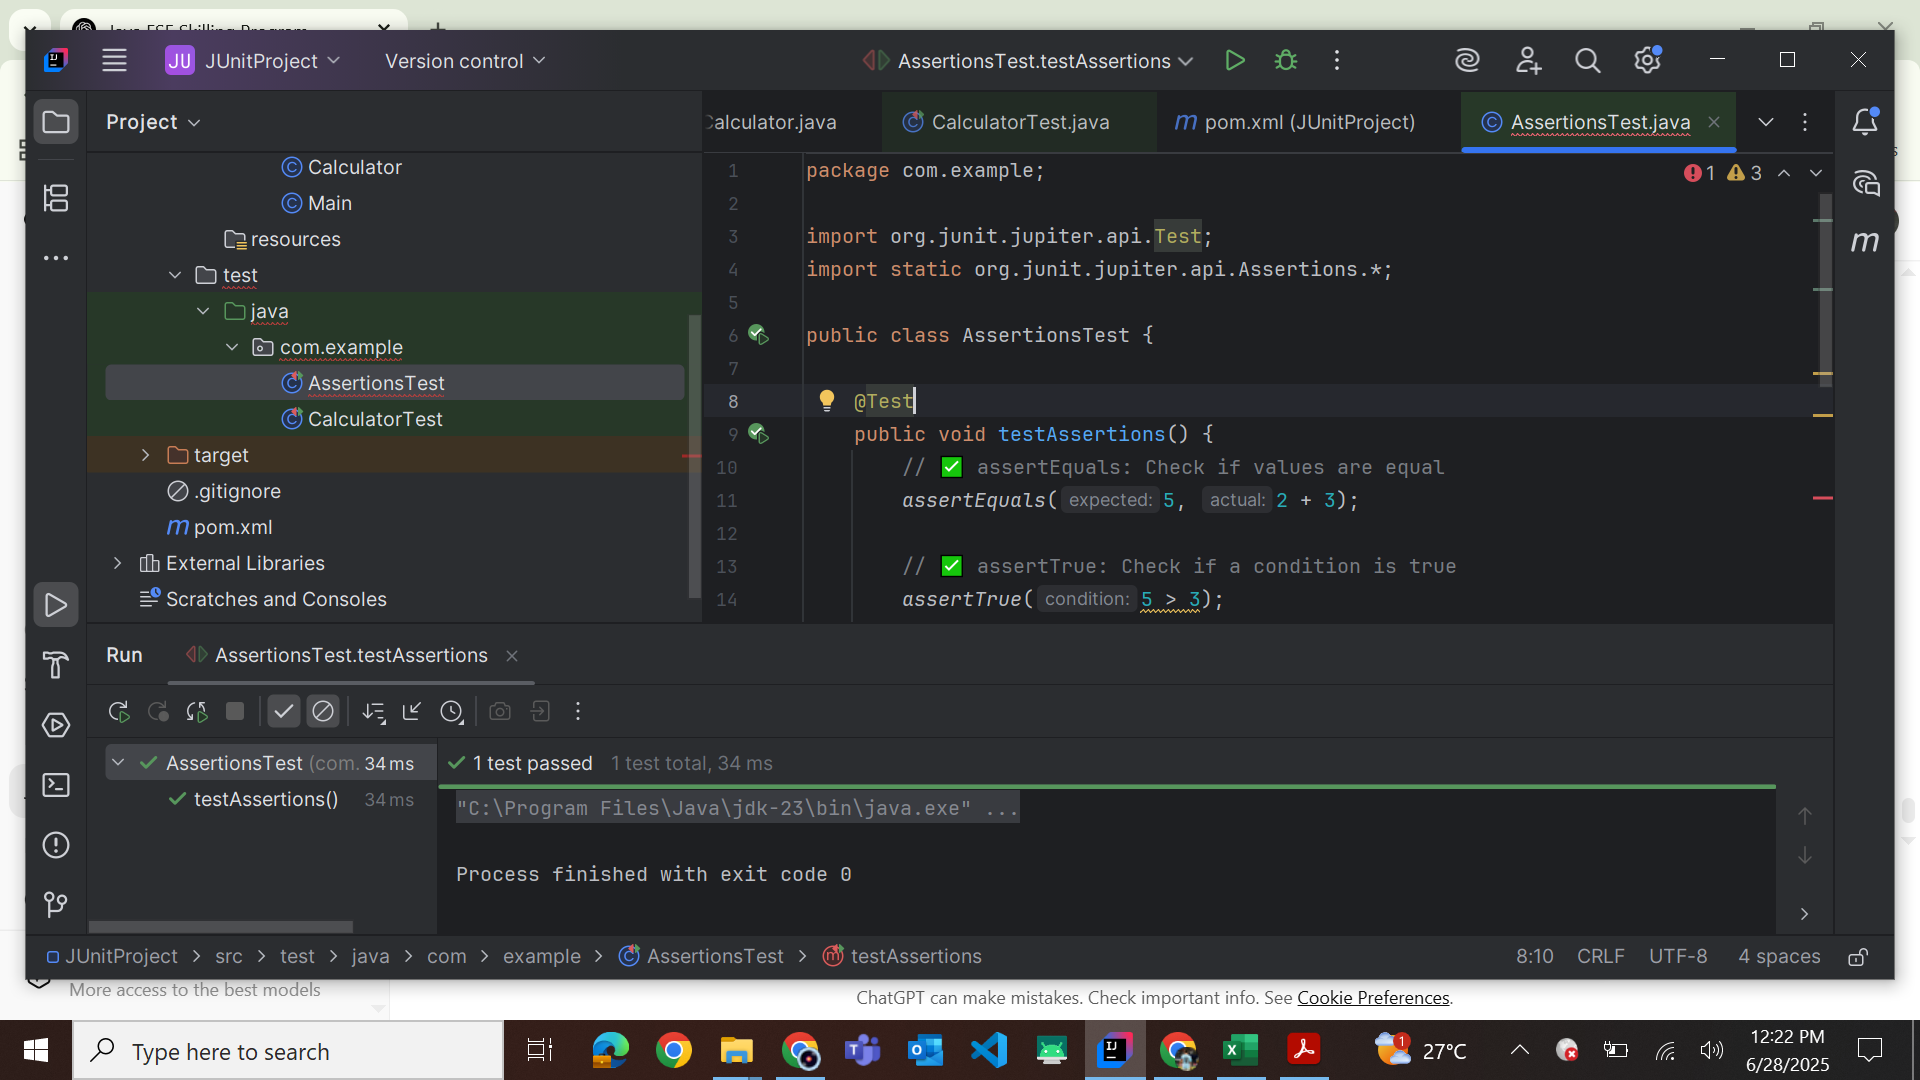 JU JUnitProject
Version control
AssertionsTest.testAssertions
Project
Calculator.java
CalculatorTest.java
pom.xml (JUnitProject)
AssertionsTest.java
Calculator
Main
resources
test
java
com.example
AssertionsTest
CalculatorTest
target
.gitignore
pom.xml
External Libraries
Scratches and Consoles
1 package com.example;
1 3
2
3 import org.junit.jupiter.api.Test;
4 import static org.junit.jupiter.api.Assertions.*;
5
6 public class AssertionsTest {
7
8 @Test
9 public void testAssertions() {
10 // ✅ assertEquals: Check if values are equal
11 assertEquals( expected: 5, actual: 2 + 3);
12
13 // ✅ assertTrue: Check if a condition is true
14 assertTrue( condition: 5 > 3);
Run
AssertionsTest.testAssertions
AssertionsTest (com. 34 ms
testAssertions() 34 ms
1 test passed 1 test total, 34 ms
"C:\Program Files\Java\jdk-23\bin\java.exe" ...
Process finished with exit code 0
JUnitProject > src > test > java > com > example > AssertionsTest > testAssertions
8:10 CRLF UTF-8 4 spaces
More access to the best models
ChatGPT can make mistakes. Check important info. See Cookie Preferences.
Type here to search
1
27°C
12:22 PM
6/28/2025